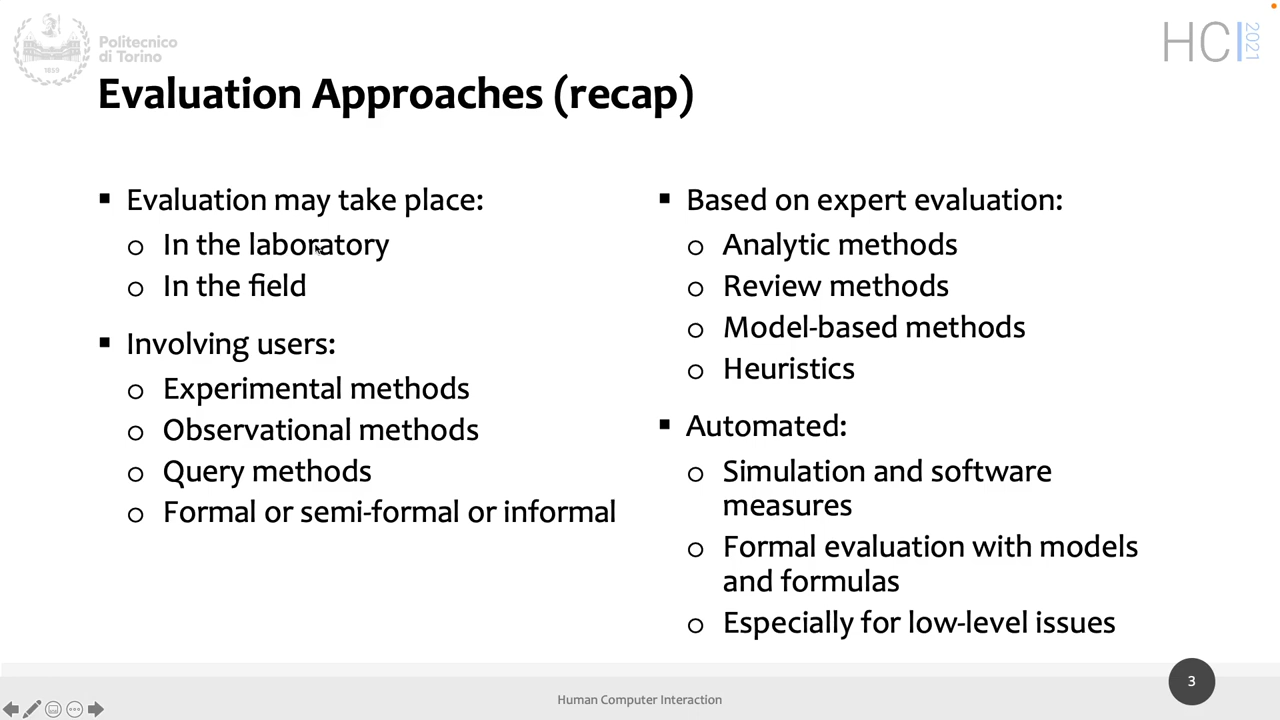 Politecnico
di Torino
1859
HCI 2021
Evaluation Approaches (recap)
▪ Evaluation may take place:
o In the laboratory
o In the field
▪ Involving users:
o Experimental methods
o Observational methods
o Query methods
o Formal or semi-formal or informal
▪ Based on expert evaluation:
o Analytic methods
o Review methods
o Model-based methods
o Heuristics
▪ Automated:
o Simulation and software
measures
o Formal evaluation with models
and formulas
o Especially for low-level issues
Human Computer Interaction
3